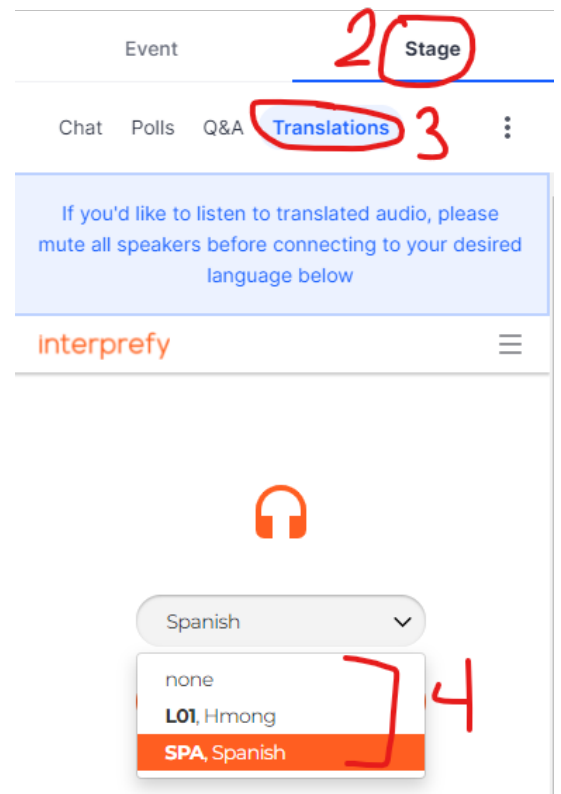 Event 2 Stage
Chat Polls Q&A Translations 3
If you'd like to listen to translated audio, please
mute all speakers before connecting to your desired
language below
interprefy
Spanish
none
L01, Hmong
SPA, Spanish
4